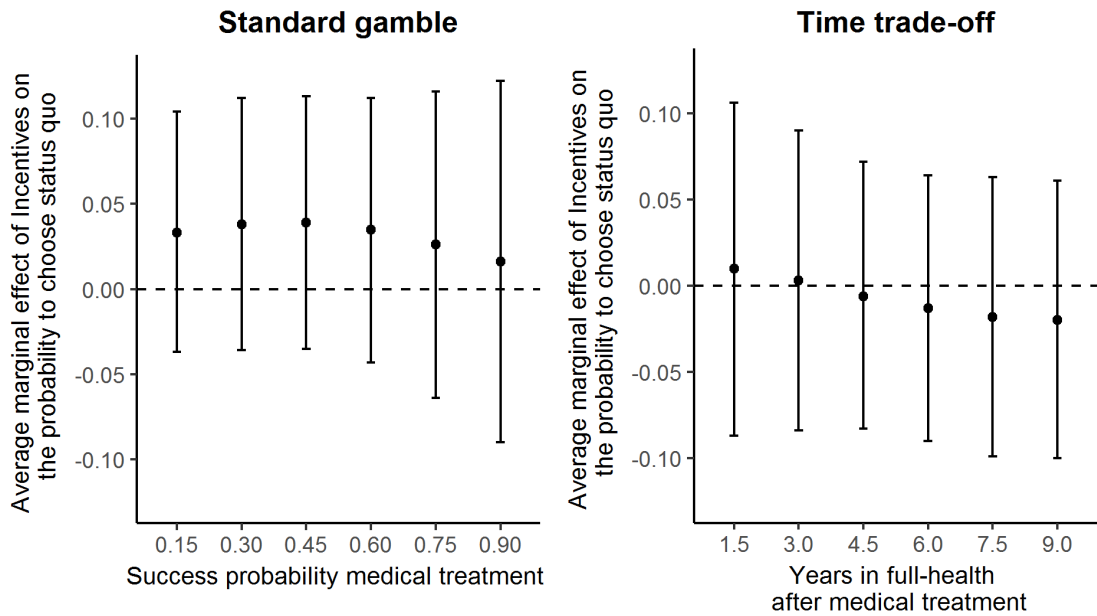 Standard gamble
Average marginal effect of Incentives on
the probability to choose status quo
0.10
0.05
0.00
-0.05
-0.10
0.15 0.30 0.45 0.60 0.75 0.90
Success probability medical treatment
Time trade-off
Average marginal effect of Incentives on
the probability to choose status quo
0.10
0.05
0.00
-0.05
-0.10
1.5 3.0 4.5 6.0 7.5 9.0
Years in full-health
after medical treatment